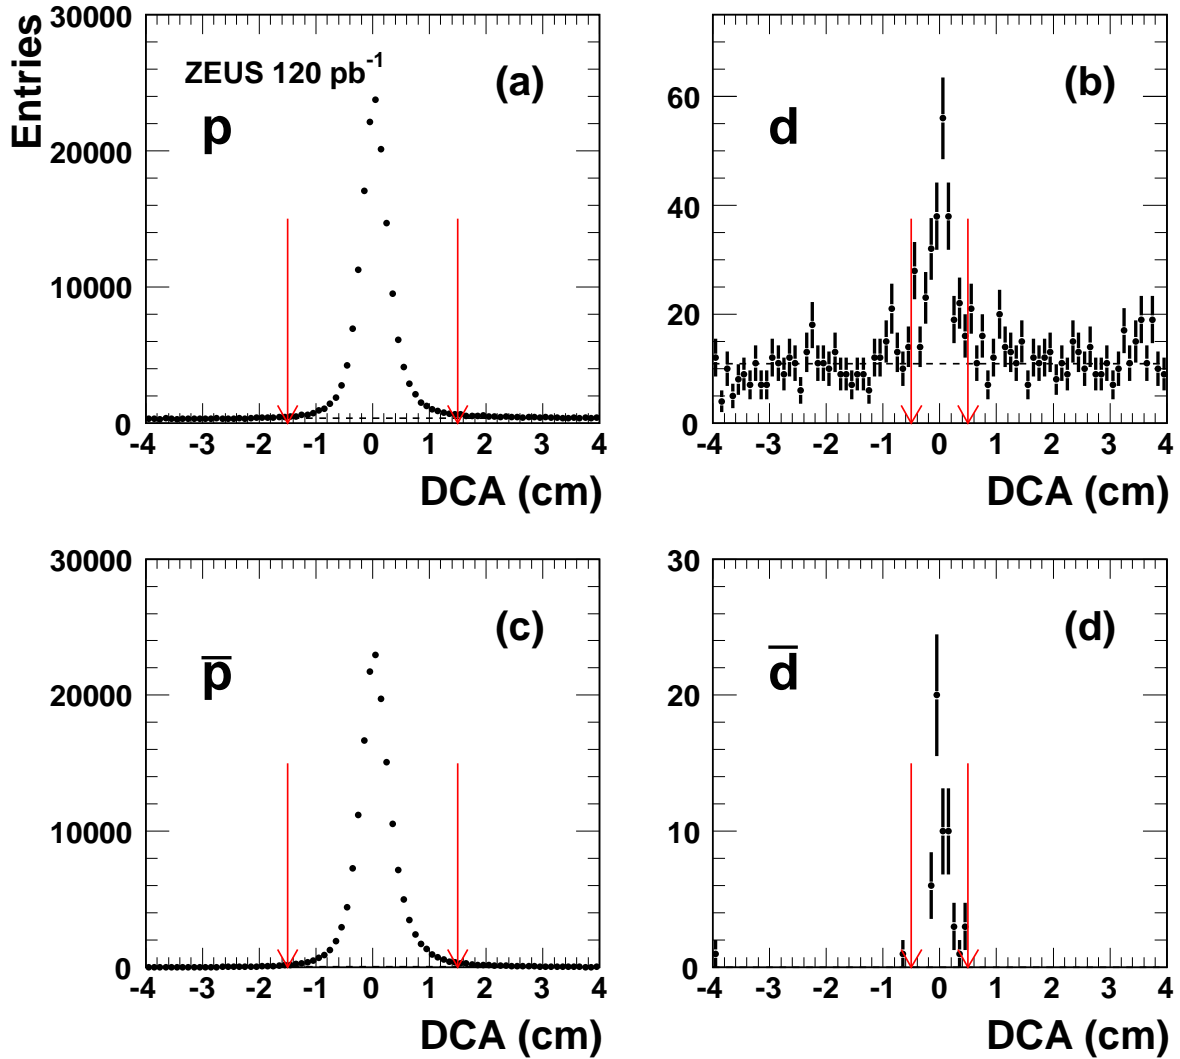 Entries
30000
20000
10000
0
ZEUS 120 pb⁻¹
(a)
p
-4 -3 -2 -1 0 1 2 3 4
DCA (cm)
60
40
20
0
(b)
d
-4 -3 -2 -1 0 1 2 3 4
DCA (cm)
30000
20000
10000
0
(c)
p̅
-4 -3 -2 -1 0 1 2 3 4
DCA (cm)
30
20
10
0
(d)
d̅
-4 -3 -2 -1 0 1 2 3 4
DCA (cm)